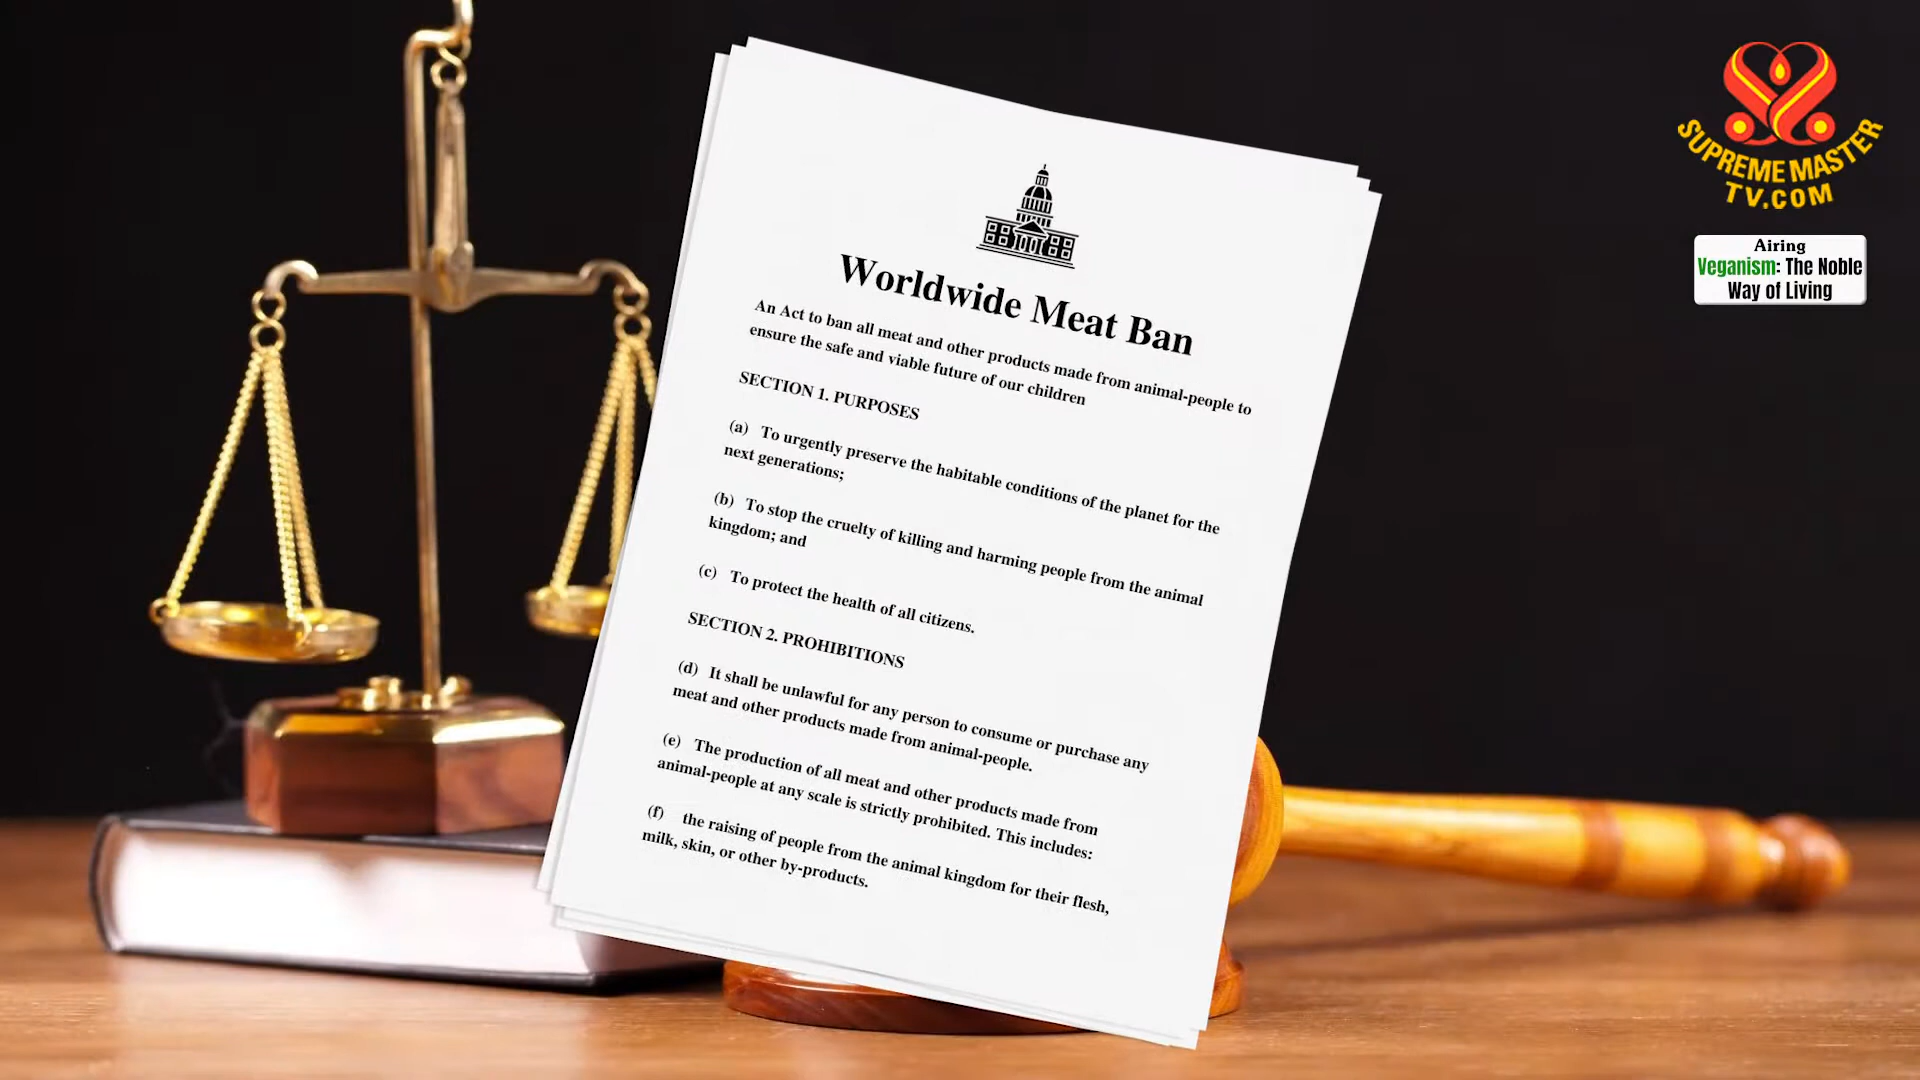 SUPREME MASTER
TV.COM
Airing
Veganism: The Noble
Way of Living
Worldwide Meat Ban
An Act to ban all meat and other products made from animal-people to
ensure the safe and viable future of our children
SECTION 1. PURPOSES
(a) To urgently preserve the habitable conditions of the planet for the
next generations;
(b) To stop the cruelty of killing and harming people from the animal
kingdom; and
(c) To protect the health of all citizens.
SECTION 2. PROHIBITIONS
(d) It shall be unlawful for any person to consume or purchase any
meat and other products made from animal-people.
(e) The production of all meat and other products made from
animal-people at any scale is strictly prohibited. This includes:
(f) the raising of people from the animal kingdom for their flesh,
milk, skin, or other by-products.